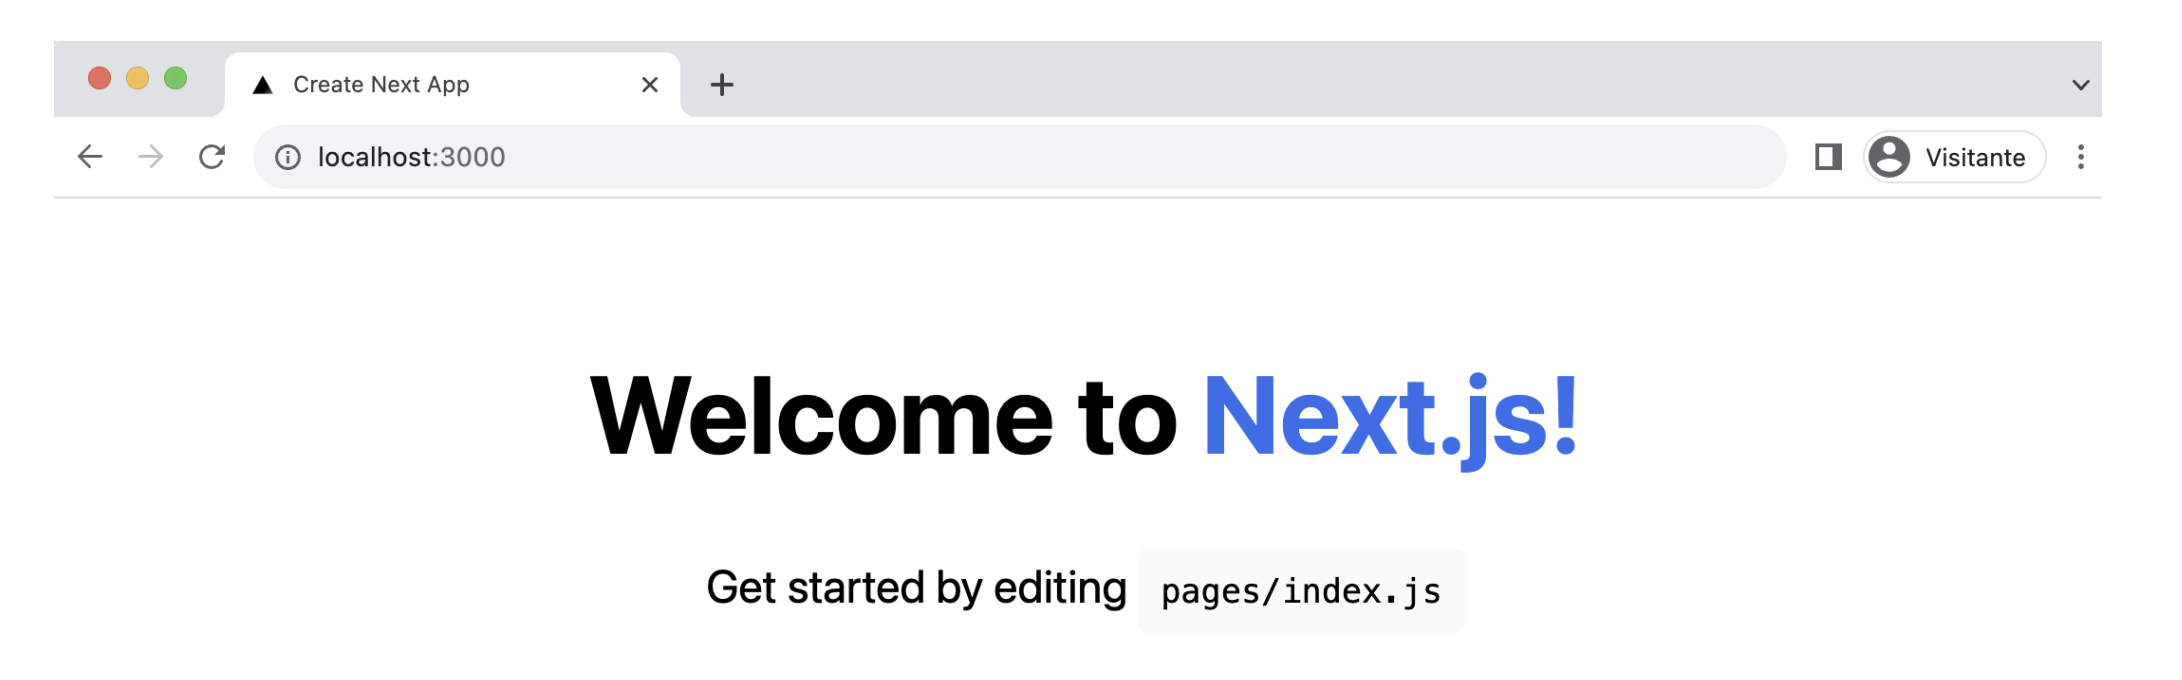 Create Next App
localhost:3000
Visitante
Welcome to Next.js!
Get started by editing pages/index.js